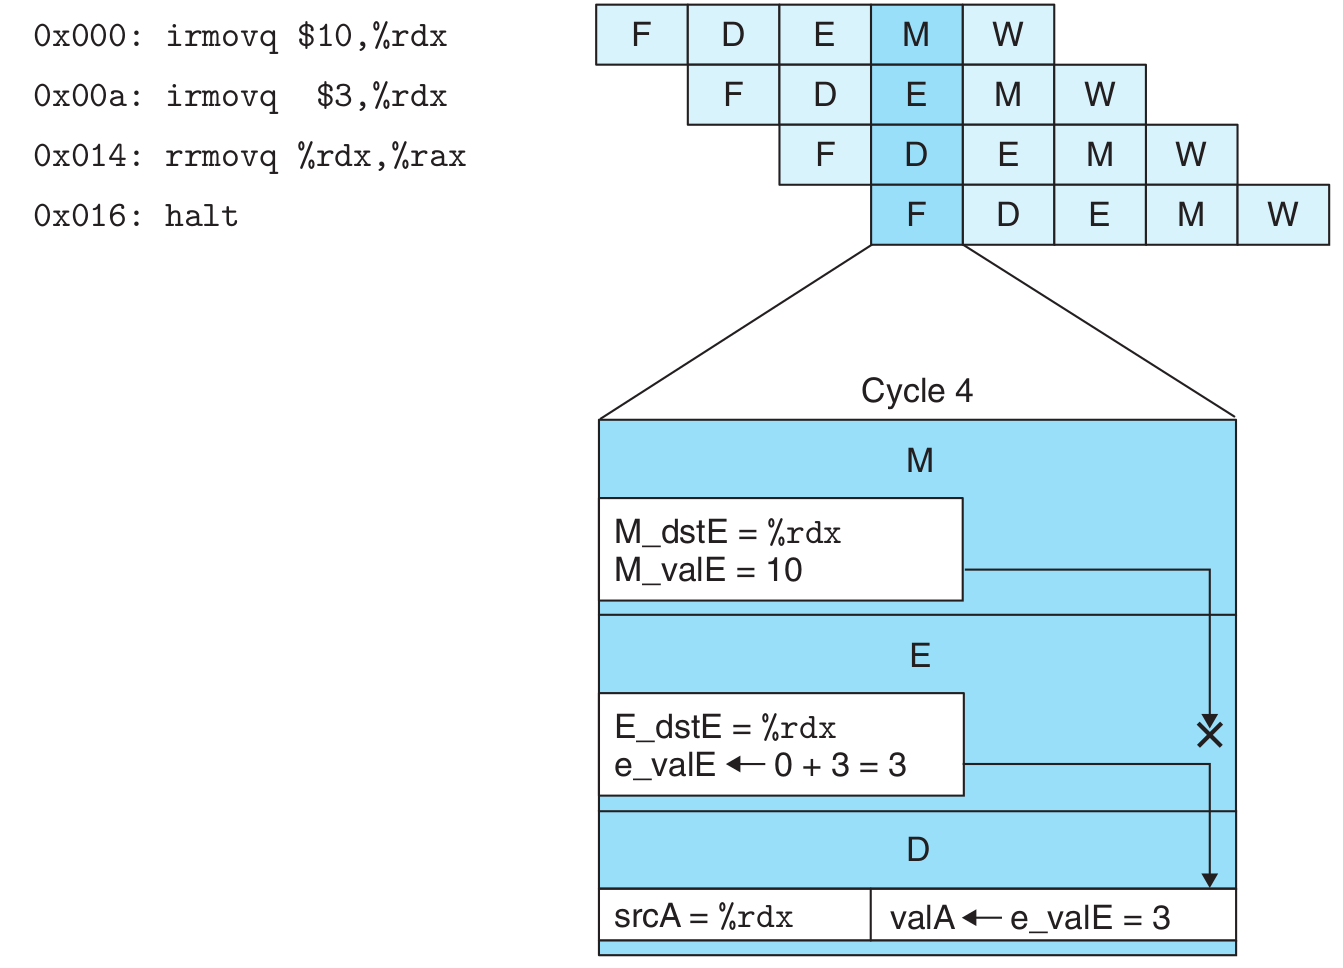 0x000: irmovq $10,%rdx F D E M W
0x00a: irmovq  $3,%rdx F D E M W
0x014: rrmovq %rdx,%rax F D E M W
0x016: halt F D E M W
Cycle 4
M
M_dstE = %rdx
M_valE = 10
E
E_dstE = %rdx
e_valE ← 0 + 3 = 3
D
srcA = %rdx valA ← e_valE = 3